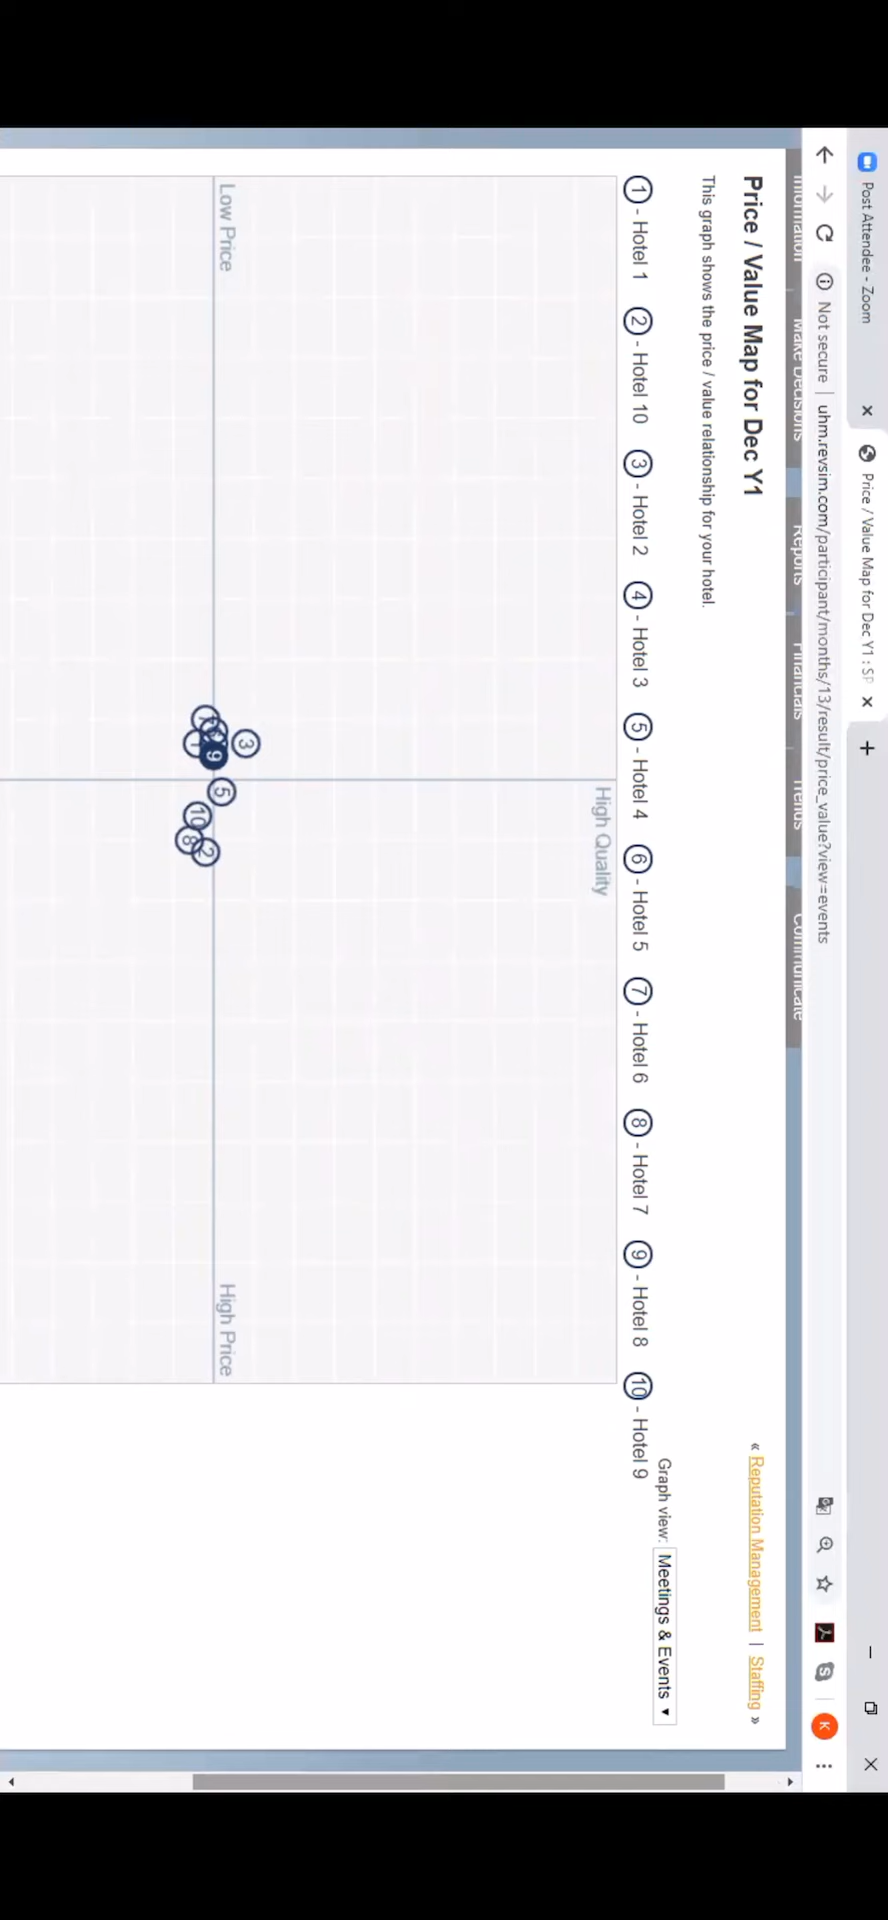 Post Attendee - Zoom
Price / Value Map for Dec Y1 : SP
Not secure | uhm.revsim.com/participant/months/13/result/price_value?view=events
Information Make Decisions Reports Financials Trends Communicate
Price / Value Map for Dec Y1
« Reputation Management | Staffing »
This graph shows the price / value relationship for your hotel.
Graph view: Meetings & Events
1 - Hotel 1 2 - Hotel 10 3 - Hotel 2 4 - Hotel 3 5 - Hotel 4 6 - Hotel 5 7 - Hotel 6 8 - Hotel 7 9 - Hotel 8 10 - Hotel 9
High Quality
3
Low Price
High Price
5
9
7
1
10
2
8
K